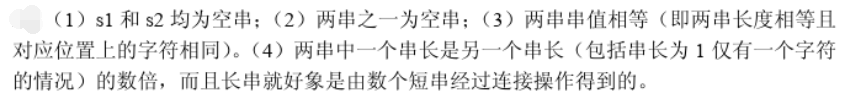 （1）s1 和 s2 均为空串；（2）两串之一为空串；（3）两串串值相等（即两串长度相等且
对应位置上的字符相同）。（4）两串中一个串长是另一个串长（包括串长为 1 仅有一个字符
的情况）的数倍，而且长串就好象是由数个短串经过连接操作得到的。